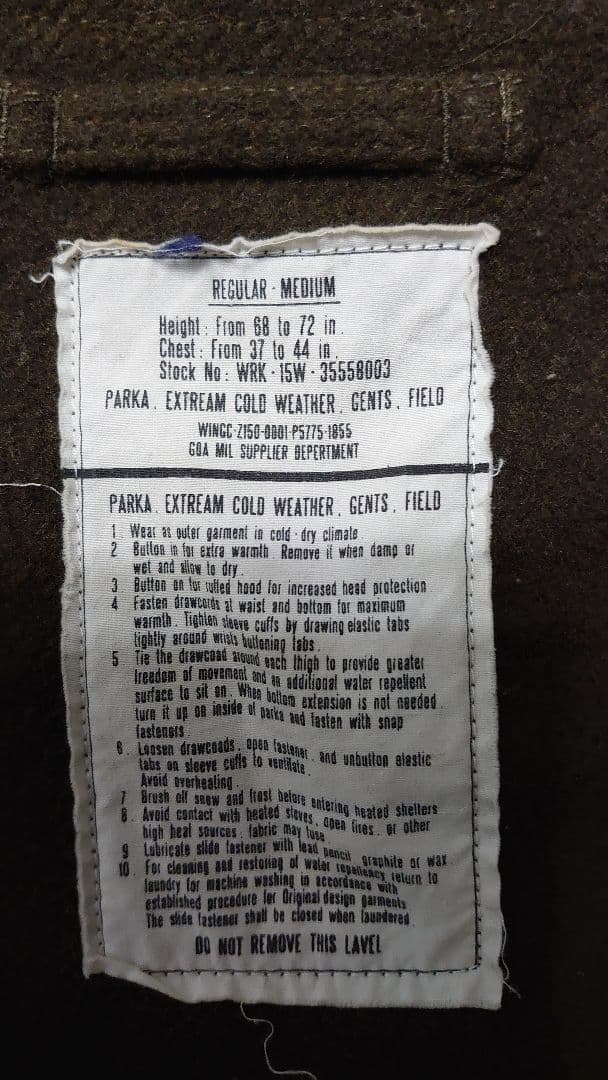 REGULAR - MEDIUM
Height : From 68 to 72 in.
Chest : From 37 to 44 in.
Stock No : WRK - 15W - 35558003
PARKA . EXTREAM COLD WEATHER . GENTS . FIELD
WINCC-Z150-0001-P5775-1855
GOA MIL SUPPLIER DEPERTMENT
PARKA . EXTREAM COLD WEATHER . GENTS . FIELD
1 Wear as outer garment in cold - dry climate.
2 Button in for extra warmth. Remove it when damp or
wet and allow to dry.
3 Button on fur ruffed hood for increased head protection
4 Fasten drawcords at waist and bottom for maximum
warmth. Tighten sleeve cuffs by drawing elastic tabs
tightly around wrists buttoning tabs.
5 Tie the drawcoad around each thigh to provide greater
freedom of movement and an additional water repellent
surface to sit on. When bottom extension is not needed
turn it up on inside of parka and fasten with snap
fasteners
6. Loosen drawcoads . open fastener . and unbutton elastic
tabs on sleeve cuffs to ventilate.
Avoid overheating.
7 Brush off snow and frost before entering heated shelters
8. Avoid contact with heated stoves . open fires . or other
high heal sources . fabric may fuse
9 Lubricate slide fastener with lead pencil graphite or wax
10. For cleaning and restoring of water repellency return to
laundry for machine washing in accordance with
established procedure for Original design garments
The slide fastener shall be closed when laundered
DO NOT REMOVE THIS LAVEL